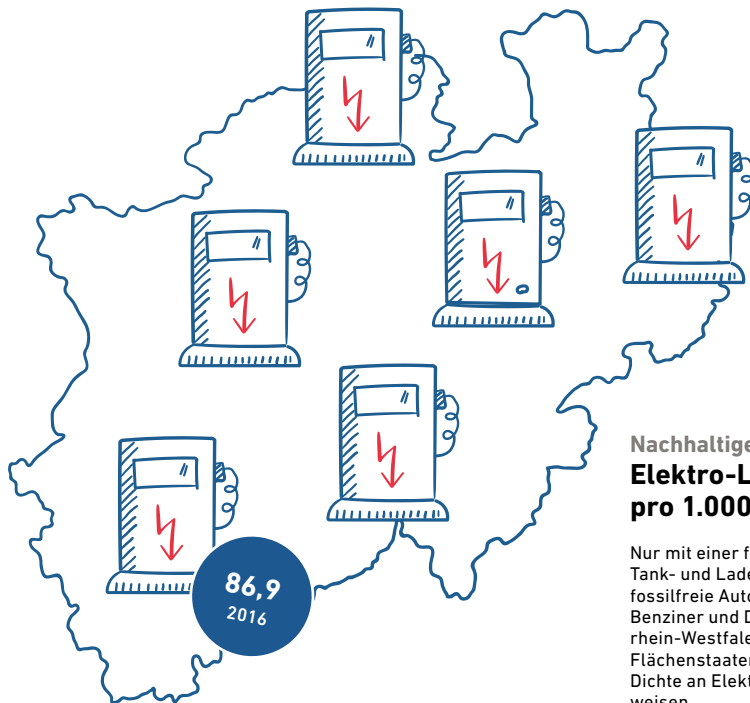 86,9
2016
Nachhaltige
Elektro-L
pro 1.000
Nur mit einer f
Tank- und Lade
fossilfreie Auto
Benziner und D
rhein-Westfale
Flächenstaaten
Dichte an Elekt
weisen